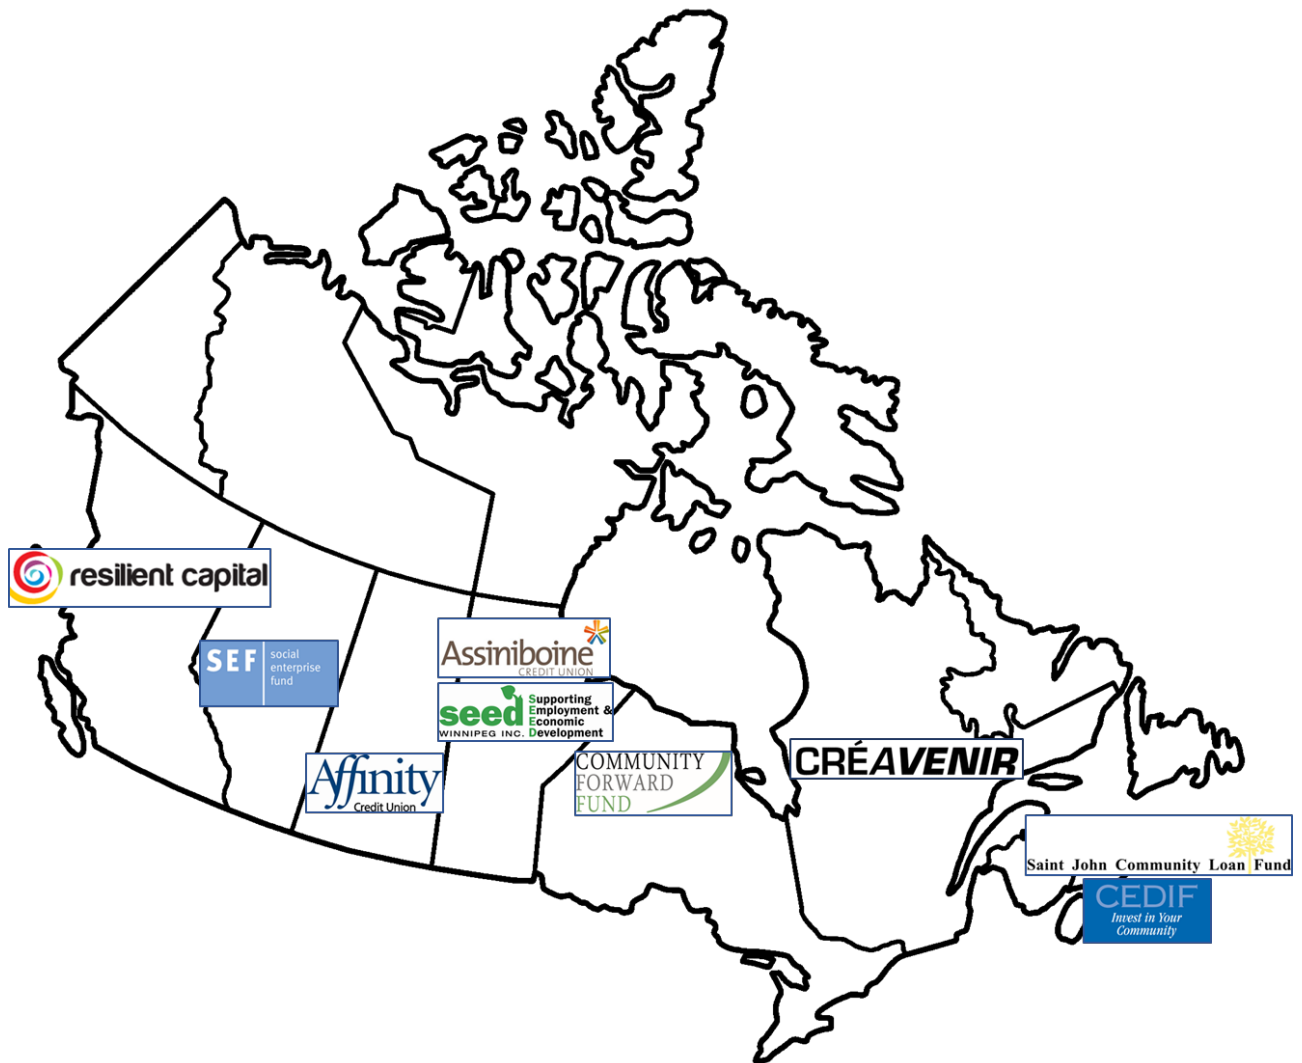 resilient capital
SEF
social
enterprise
fund
Assiniboine
CREDIT UNION
seed
Supporting
Employment &
Economic
Development
WINNIPEG INC.
Affinity
Credit Union
COMMUNITY
FORWARD
FUND
CRÉAVENIR
Saint John Community Loan Fund
CEDIF
Invest in Your
Community